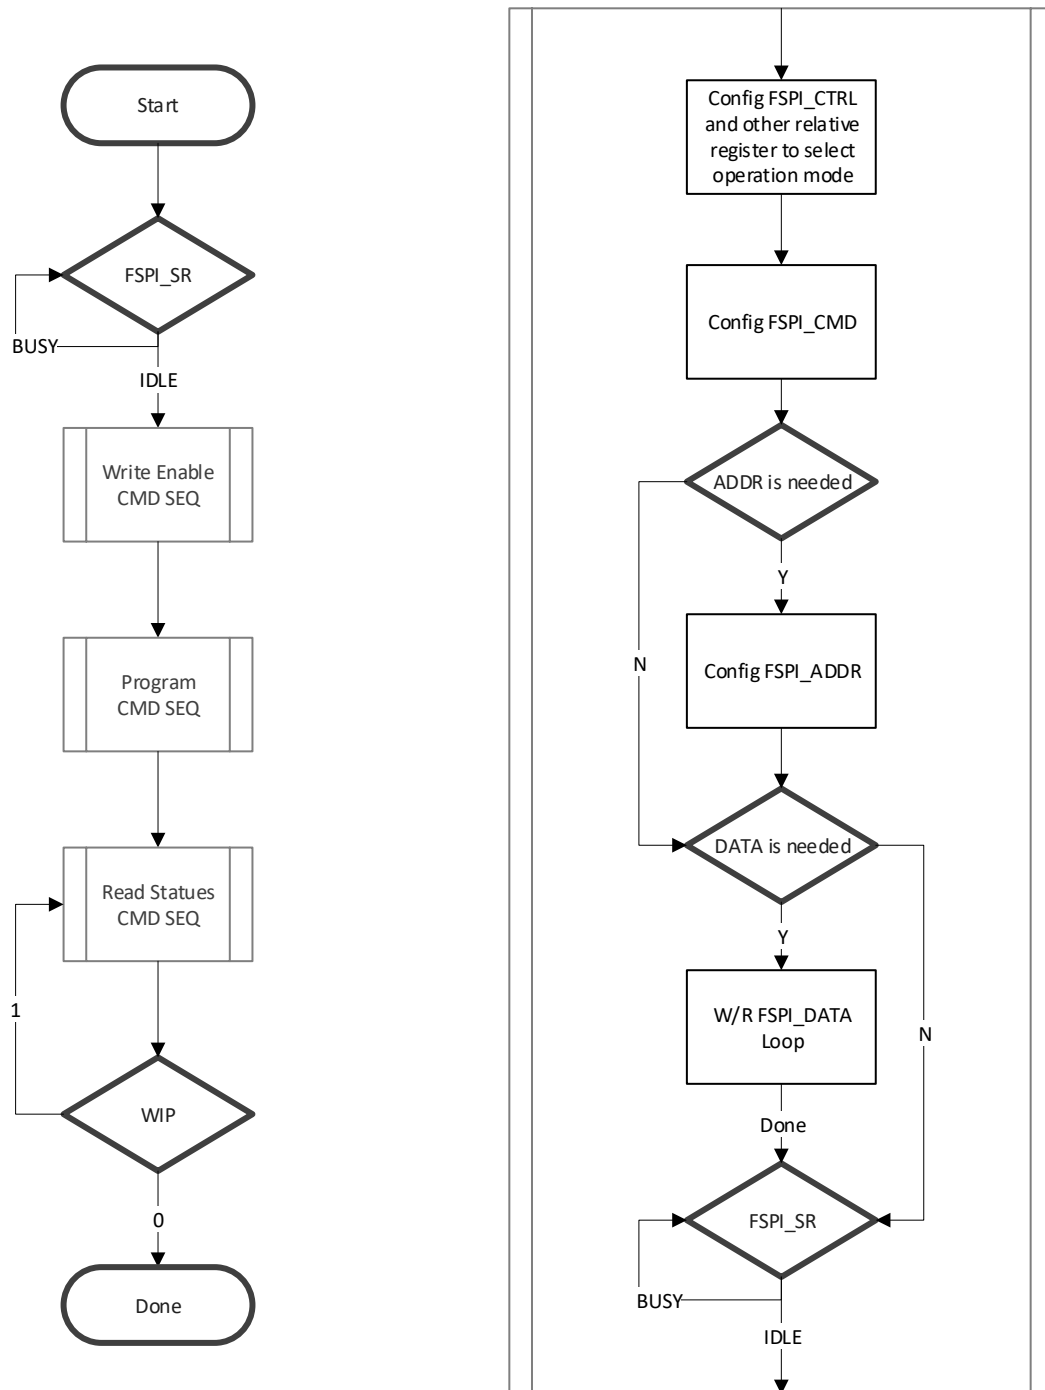 Start
FSPI_SR
BUSY
IDLE
Write Enable
CMD SEQ
Program
CMD SEQ
Read Statues
CMD SEQ
1
WIP
0
Done
Config FSPI_CTRL
and other relative
register to select
operation mode
Config FSPI_CMD
ADDR is needed
Y
N
Config FSPI_ADDR
DATA is needed
Y
N
W/R FSPI_DATA
Loop
Done
FSPI_SR
BUSY
IDLE